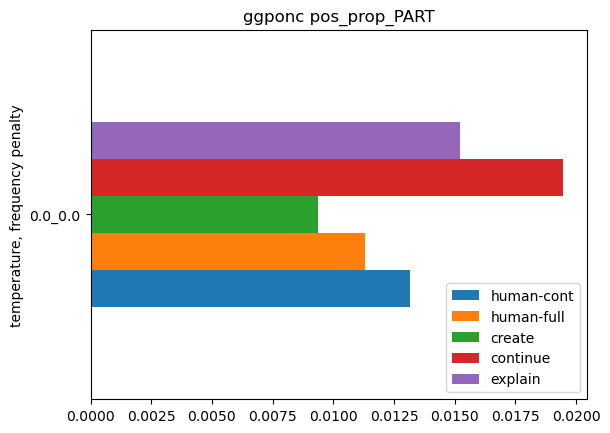 ggponc pos_prop_PART
temperature, frequency penalty
0.0_0.0
human-cont
human-full
create
continue
explain
0.0000 0.0025 0.0050 0.0075 0.0100 0.0125 0.0150 0.0175 0.0200